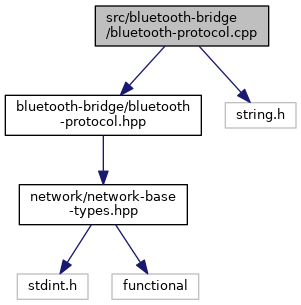 src/bluetooth-bridge
/bluetooth-protocol.cpp
bluetooth-bridge/bluetooth
-protocol.hpp
string.h
network/network-base
-types.hpp
stdint.h
functional